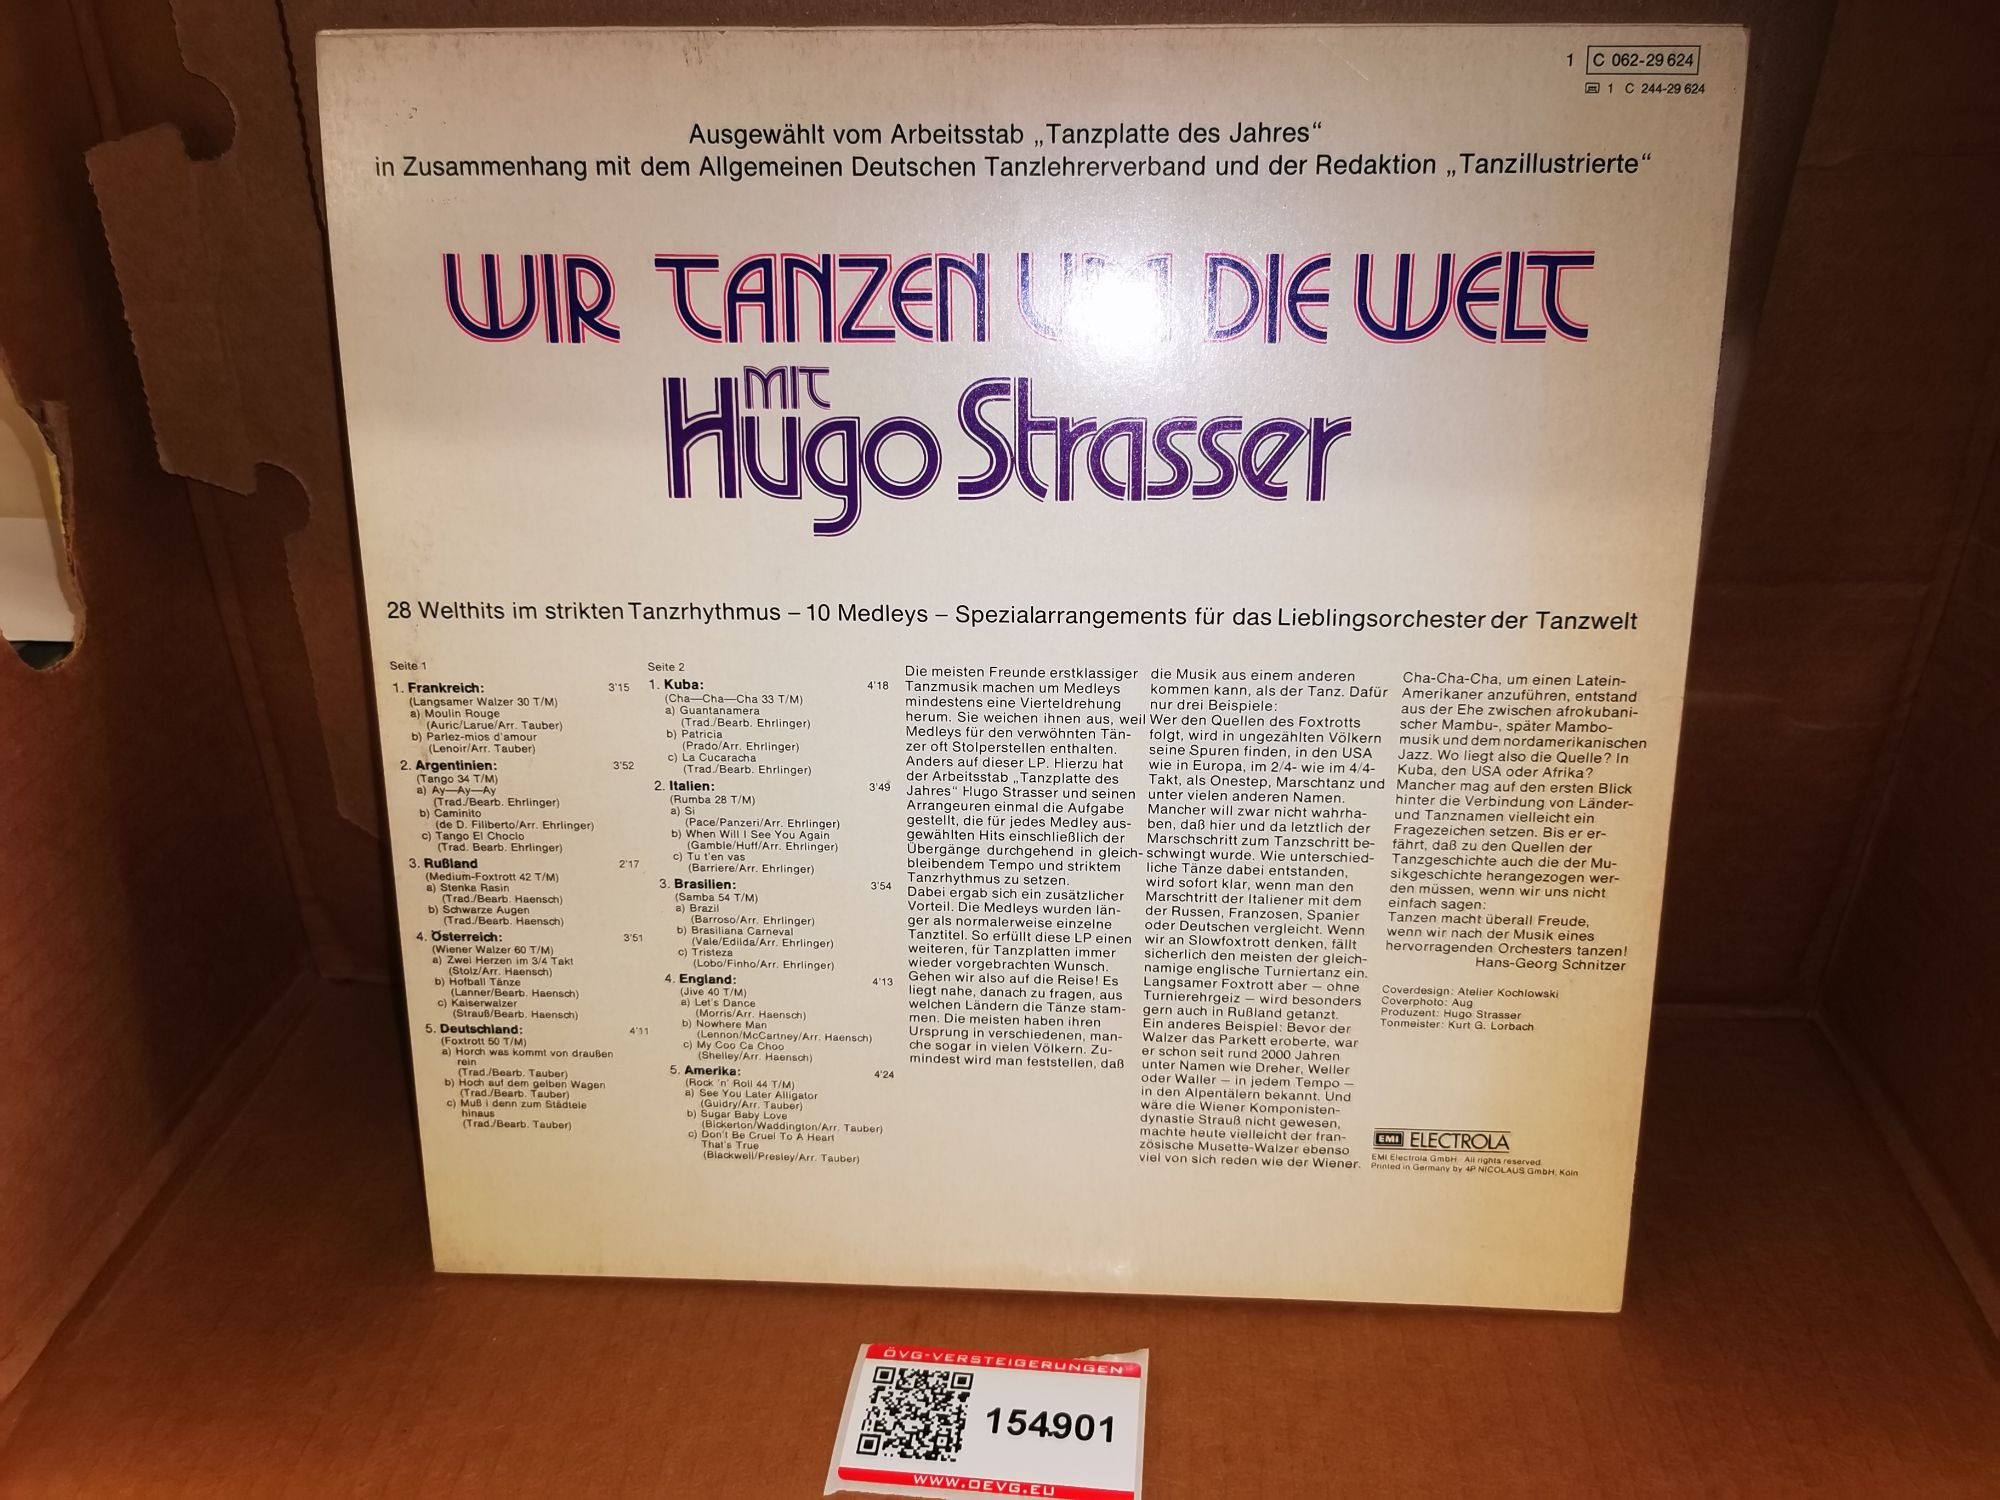 1 C 062-29 624
1 C 244-29 624
Ausgewählt vom Arbeitsstab „Tanzplatte des Jahres“
in Zusammenhang mit dem Allgemeinen Deutschen Tanzlehrerverband und der Redaktion „Tanzillustrierte“
WIR TANZEN UM DIE WELT
MIT
Hugo Strasser
28 Welthits im strikten Tanzrhythmus – 10 Medleys – Spezialarrangements für das Lieblingsorchester der Tanzwelt
Seite 1
1. Frankreich: 3'15
(Langsamer Walzer 30 T/M)
a) Moulin Rouge
(Auric/Larue/Arr. Tauber)
b) Parlez-mios d'amour
(Lenoir/Arr. Tauber)
2. Argentinien: 3'52
(Tango 34 T/M)
a) Ay—Ay—Ay
(Trad./Bearb. Ehrlinger)
b) Caminito
(de D. Filiberto/Arr. Ehrlinger)
c) Tango El Choclo
(Trad. Bearb. Ehrlinger)
3. Rußland 2'17
(Medium-Foxtrott 42 T/M)
a) Stenka Rasin
(Trad./Bearb. Haensch)
b) Schwarze Augen
(Trad./Bearb. Haensch)
4. Österreich: 3'51
(Wiener Walzer 60 T/M)
a) Zwei Herzen im 3/4 Takt
(Stolz/Arr. Haensch)
b) Hofball Tänze
(Lanner/Bearb. Haensch)
c) Kaiserwalzer
(Strauß/Bearb. Haensch)
5. Deutschland: 4'11
(Foxtrott 50 T/M)
a) Horch was kommt von draußen
rein
(Trad./Bearb. Tauber)
b) Hoch auf dem gelben Wagen
(Trad./Bearb. Tauber)
c) Muß i denn zum Städtele
hinaus
(Trad./Bearb. Tauber)
Seite 2
1. Kuba: 4'18
(Cha—Cha—Cha 33 T/M)
a) Guantanamera
(Trad./Bearb. Ehrlinger)
b) Patricia
(Prado/Arr. Ehrlinger)
c) La Cucaracha
(Trad./Bearb. Ehrlinger)
2. Italien: 3'49
(Rumba 28 T/M)
a) Si
(Pace/Panzeri/Arr. Ehrlinger)
b) When Will I See You Again
(Gamble/Huff/Arr. Ehrlinger)
c) Tu t'en vas
(Barriere/Arr. Ehrlinger)
3. Brasilien: 3'54
(Samba 54 T/M)
a) Brazil
(Barroso/Arr. Ehrlinger)
b) Brasiliana Carneval
(Vale/Edilda/Arr. Ehrlinger)
c) Tristeza
(Lobo/Finho/Arr. Ehrlinger)
4. England: 4'13
(Jive 40 T/M)
a) Let's Dance
(Morris/Arr. Haensch)
b) Nowhere Man
(Lennon/McCartney/Arr. Haensch)
c) My Coo Ca Choo
(Shelley/Arr. Haensch)
5. Amerika: 4'24
(Rock 'n' Roll 44 T/M)
a) See You Later Alligator
(Guidry/Arr. Tauber)
b) Sugar Baby Love
(Bickerton/Waddington/Arr. Tauber)
c) Don't Be Cruel To A Heart
That's True
(Blackwell/Presley/Arr. Tauber)
Die meisten Freunde erstklassiger
Tanzmusik machen um Medleys
mindestens eine Vierteldrehung
herum. Sie weichen ihnen aus, weil
Medleys für den verwöhnten Tän-
zer oft Stolperstellen enthalten.
Anders auf dieser LP. Hierzu hat
der Arbeitsstab „Tanzplatte des
Jahres“ Hugo Strasser und seinen
Arrangeuren einmal die Aufgabe
gestellt, die für jedes Medley aus-
gewählten Hits einschließlich der
Übergänge durchgehend in gleich-
bleibendem Tempo und striktem
Tanzrhythmus zu setzen.
Dabei ergab sich ein zusätzlicher
Vorteil. Die Medleys wurden län-
ger als normalerweise einzelne
Tanztitel. So erfüllt diese LP einen
weiteren, für Tanzplatten immer
wieder vorgebrachten Wunsch.
Gehen wir also auf die Reise! Es
liegt nahe, danach zu fragen, aus
welchen Ländern die Tänze stam-
men. Die meisten haben ihren
Ursprung in verschiedenen, man-
che sogar in vielen Völkern. Zu-
mindest wird man feststellen, daß
die Musik aus einem anderen
kommen kann, als der Tanz. Dafür
nur drei Beispiele:
Wer den Quellen des Foxtrotts
folgt, wird in ungezählten Völkern
seine Spuren finden, in den USA
wie in Europa, im 2/4- wie im 4/4-
Takt, als Onestep, Marschtanz und
unter vielen anderen Namen.
Mancher will zwar nicht wahrha-
ben, daß hier und da letztlich der
Marschschritt zum Tanzschritt be-
schwingt wurde. Wie unterschied-
liche Tänze dabei entstanden,
wird sofort klar, wenn man den
Marschtritt der Italiener mit dem
der Russen, Franzosen, Spanier
oder Deutschen vergleicht. Wenn
wir an Slowfoxtrott denken, fällt
sicherlich den meisten der gleich-
namige englische Turniertanz ein.
Langsamer Foxtrott aber – ohne
Turnierehrgeiz – wird besonders
gern auch in Rußland getanzt.
Ein anderes Beispiel: Bevor der
Walzer das Parkett eroberte, war
er schon seit rund 2000 Jahren
unter Namen wie Dreher, Weller
oder Waller – in jedem Tempo –
in den Alpentälern bekannt. Und
wäre die Wiener Komponisten-
dynastie Strauß nicht gewesen,
machte heute vielleicht der fran-
zösische Musette-Walzer ebenso
viel von sich reden wie der Wiener.
Cha-Cha-Cha, um einen Latein-
Amerikaner anzuführen, entstand
aus der Ehe zwischen afrokubani-
scher Mambu-, später Mambo-
musik und dem nordamerikanischen
Jazz. Wo liegt also die Quelle? In
Kuba, den USA oder Afrika?
Mancher mag auf den ersten Blick
hinter die Verbindung von Länder-
und Tanznamen vielleicht ein
Fragezeichen setzen. Bis er er-
fährt, daß zu den Quellen der
Tanzgeschichte auch die der Mu-
sikgeschichte herangezogen wer-
den müssen, wenn wir uns nicht
einfach sagen:
Tanzen macht überall Freude,
wenn wir nach der Musik eines
hervorragenden Orchesters tanzen!
Hans-Georg Schnitzer
Coverdesign: Atelier Kochlowski
Coverphoto: Aug
Produzent: Hugo Strasser
Tonmeister: Kurt G. Lorbach
EMI ELECTROLA
EMI Electrola GmbH · All rights reserved.
Printed in Germany by 4P NICOLAUS GmbH, Köln
ÖVG-VERSTEIGERUNGEN
154901
WWW.OEVG.EU